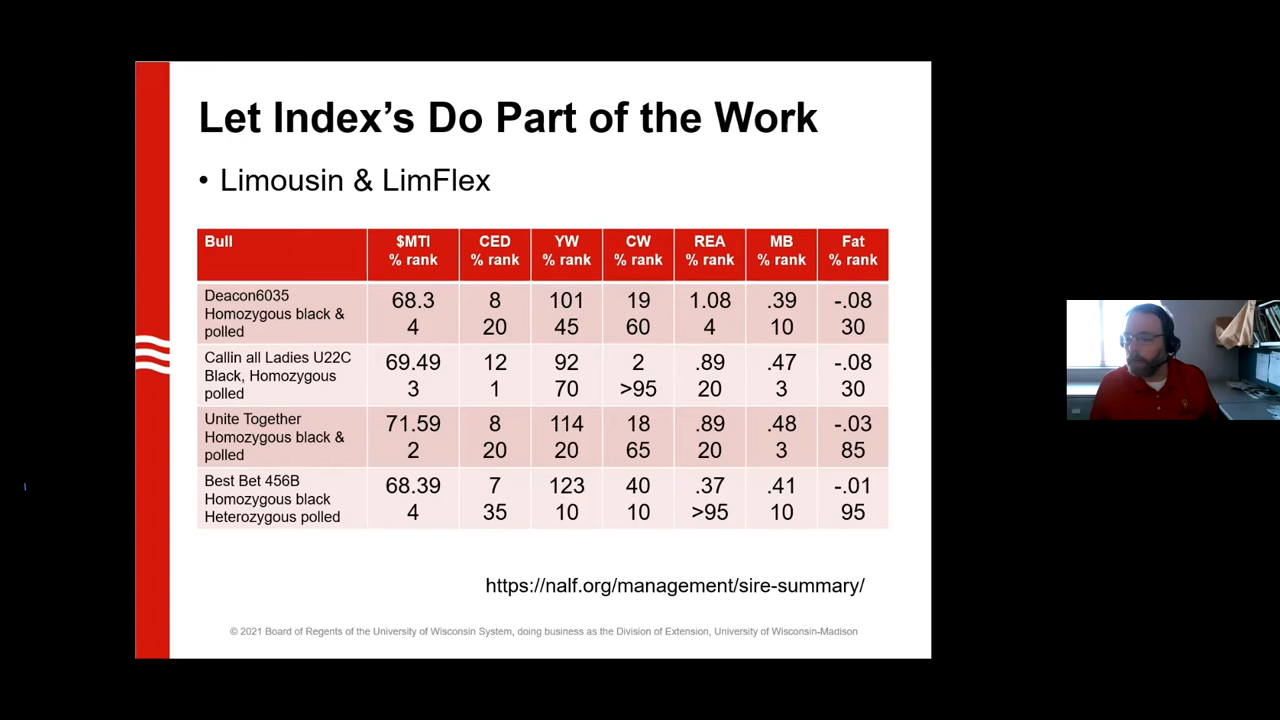 Let Index’s Do Part of the Work
• Limousin & LimFlex
Bull $MTI CED YW CW REA MB Fat
% rank % rank % rank % rank % rank % rank % rank
Deacon6035
Homozygous black &
polled
68.3 8 101 19 1.08 .39 -.08
4 20 45 60 4 10 30
Callin all Ladies U22C
Black, Homozygous
polled
69.49 12 92 2 .89 .47 -.08
3 1 70 >95 20 3 30
Unite Together
Homozygous black &
polled
71.59 8 114 18 .89 .48 -.03
2 20 20 65 20 3 85
Best Bet 456B
Homozygous black
Heterozygous polled
68.39 7 123 40 .37 .41 -.01
4 35 10 10 >95 10 95
https://nalf.org/management/sire-summary/
© 2021 Board of Regents of the University of Wisconsin System, doing business as the Division of Extension, University of Wisconsin-Madison